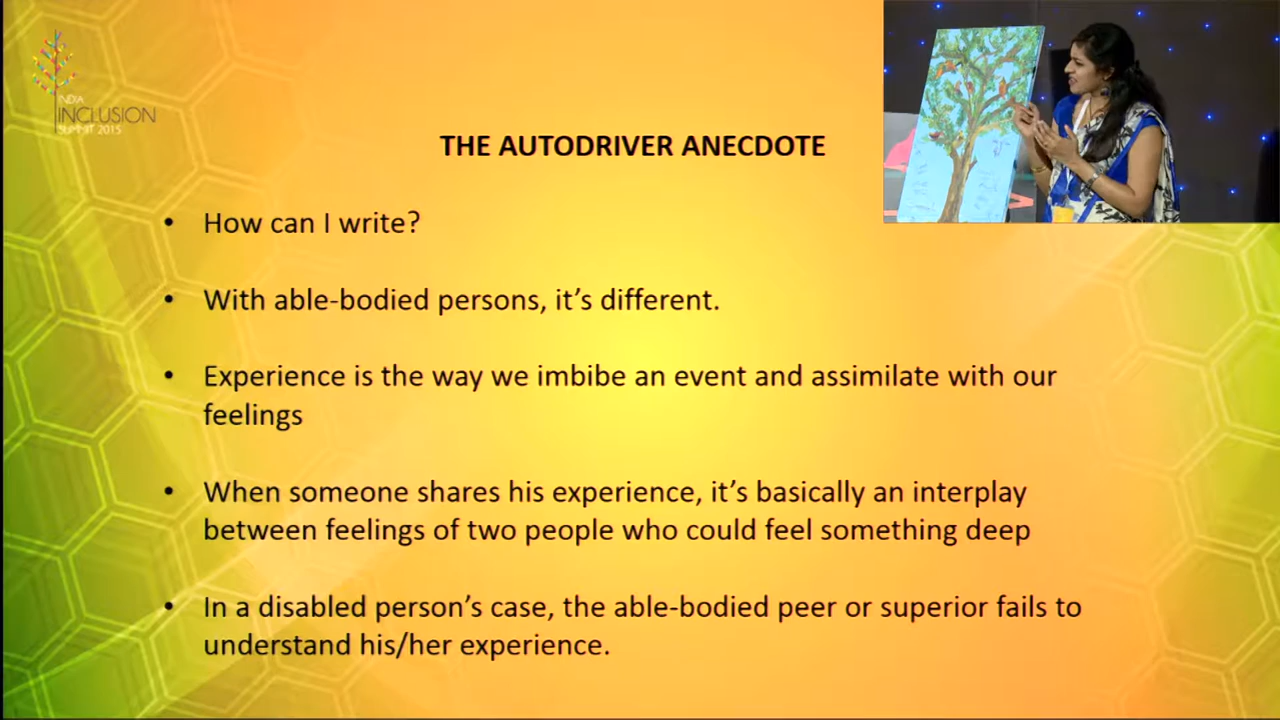 INDIA
INCLUSION
SUMMIT 2015
THE AUTODRIVER ANECDOTE
• How can I write?
• With able-bodied persons, it’s different.
• Experience is the way we imbibe an event and assimilate with our
feelings
• When someone shares his experience, it’s basically an interplay
between feelings of two people who could feel something deep
• In a disabled person’s case, the able-bodied peer or superior fails to
understand his/her experience.